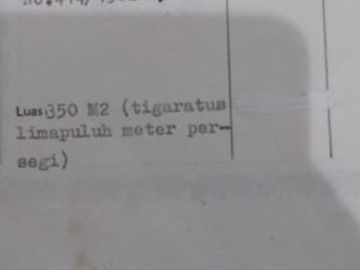 Luas 350 M2 (tigaratus
limapuluh meter per-
segi)